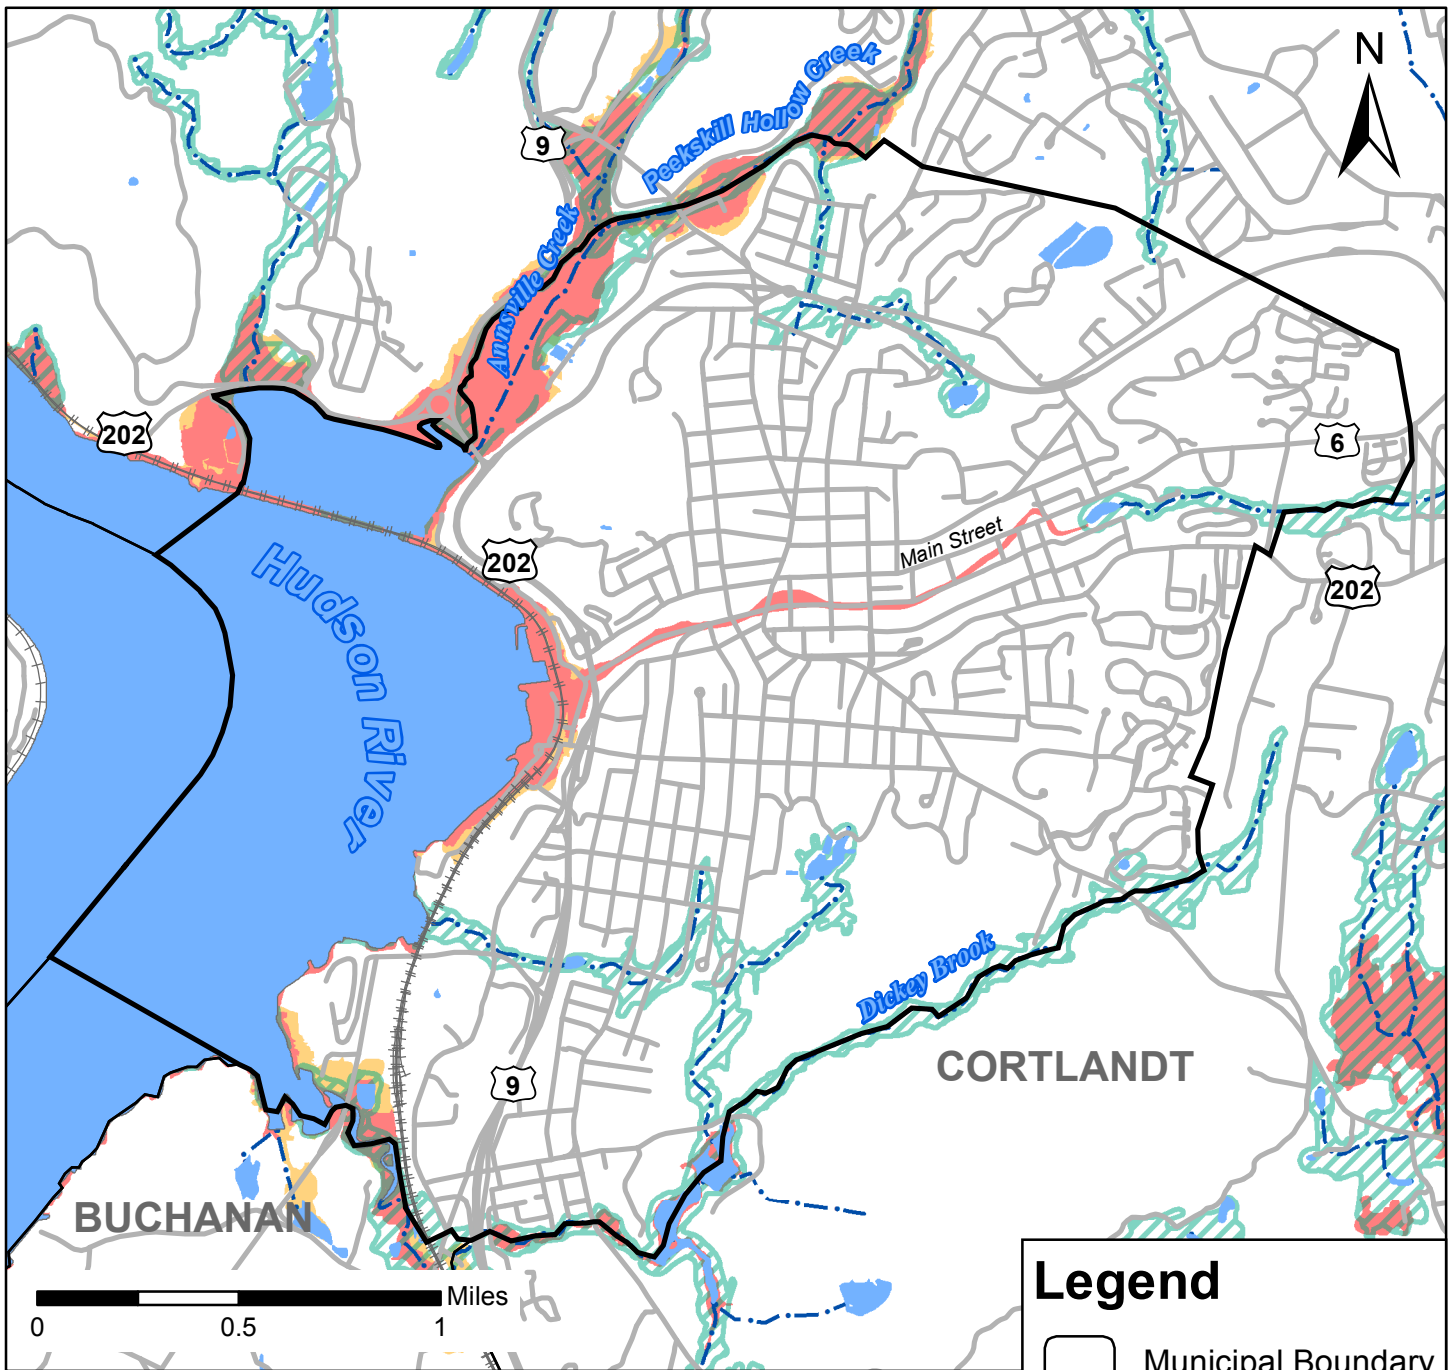 N
Peekskill Hollow Creek
9
Annsville Creek
202
6
Main Street
202
202
Hudson River
Dickey Brook
CORTLANDT
9
BUCHANAN
Miles
0 0.5 1
Legend
Municipal Boundary